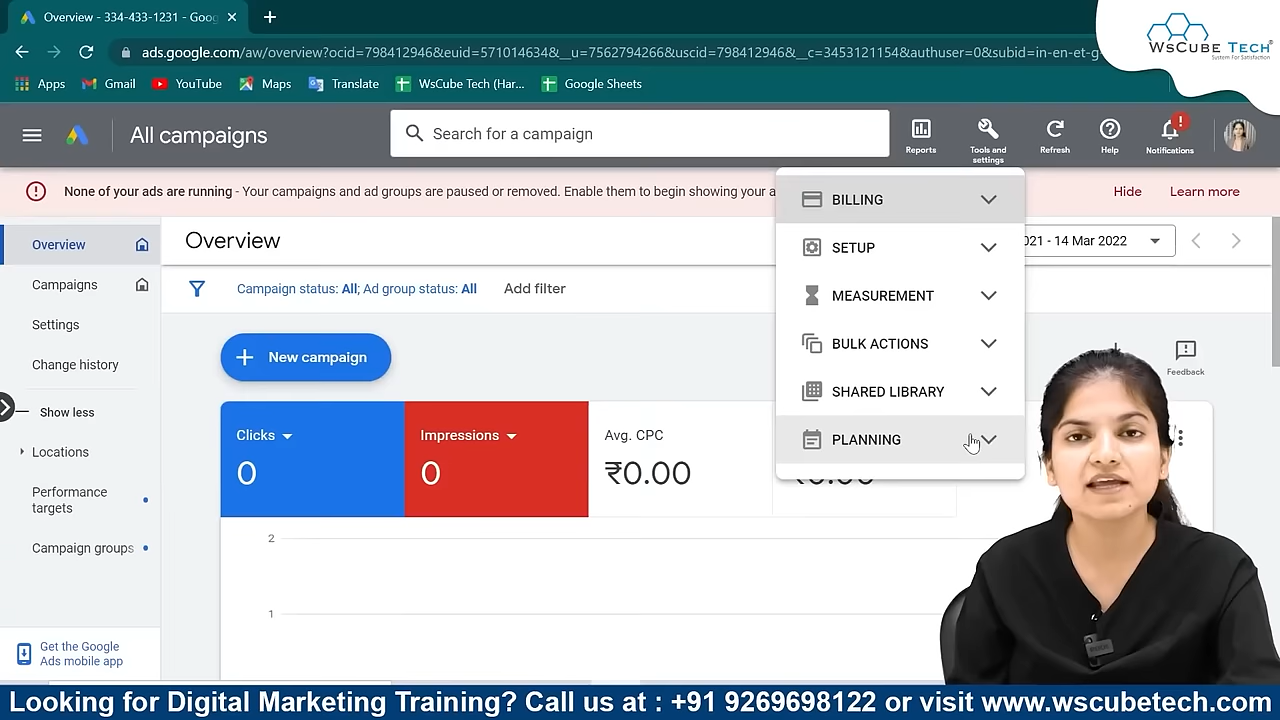 Overview - 334-433-1231 - Goog
WsCube Tech®
System For Satisfaction
ads.google.com/aw/overview?ocid=798412946&euid=571014634&__u=7562794266&uscid=798412946&__c=3453121154&authuser=0&subid=in-en-et-g
Apps
Gmail
YouTube
Maps
Translate
WsCube Tech (Har...
Google Sheets
All campaigns
Search for a campaign
Reports
Tools and
settings
Refresh
Help
Notifications
None of your ads are running - Your campaigns and ad groups are paused or removed. Enable them to begin showing your a
Hide
Learn more
BILLING
SETUP
MEASUREMENT
BULK ACTIONS
SHARED LIBRARY
PLANNING
Overview
Campaigns
Settings
Change history
Show less
Locations
Performance
targets
Campaign groups
Get the Google
Ads mobile app
Overview
021 - 14 Mar 2022
Campaign status: All; Ad group status: All
Add filter
New campaign
Feedback
Clicks
0
Impressions
0
Avg. CPC
₹0.00
₹0.00
2
1
Looking for Digital Marketing Training? Call us at : +91 9269698122 or visit www.wscubetech.com